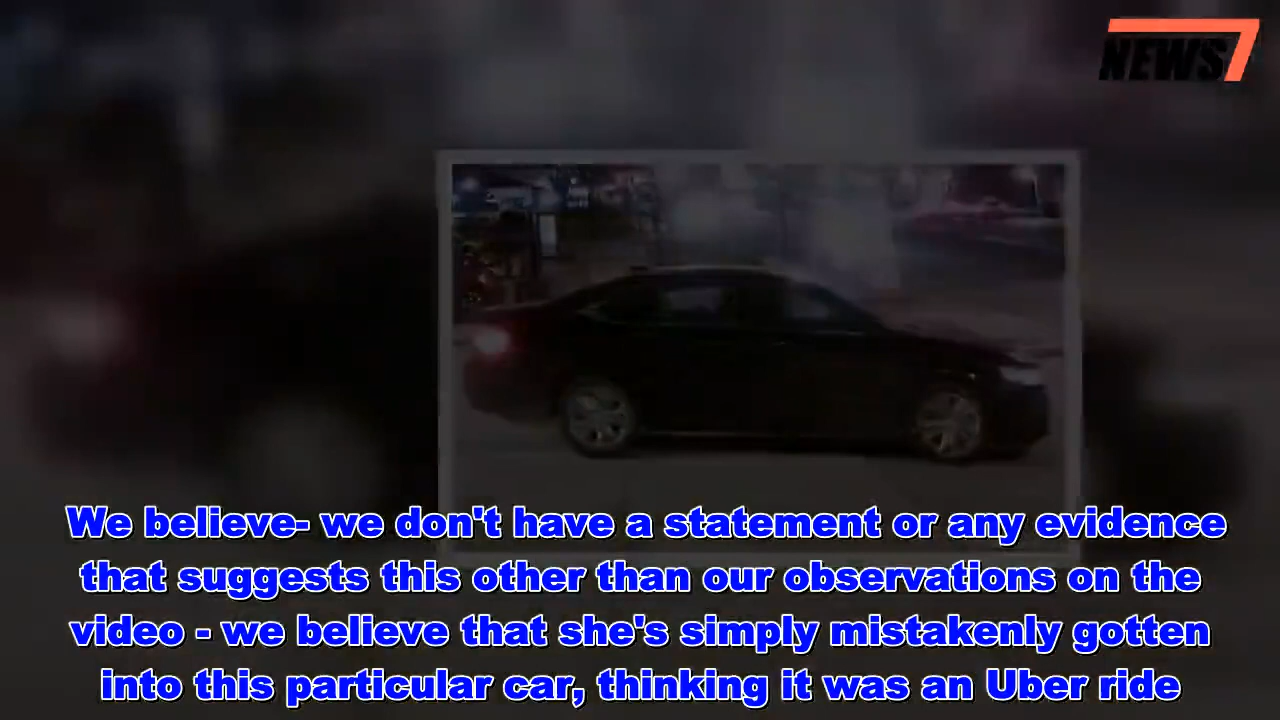 NEWS7
We believe- we don't have a statement or any evidence
that suggests this other than our observations on the
video - we believe that she's simply mistakenly gotten
into this particular car, thinking it was an Uber ride